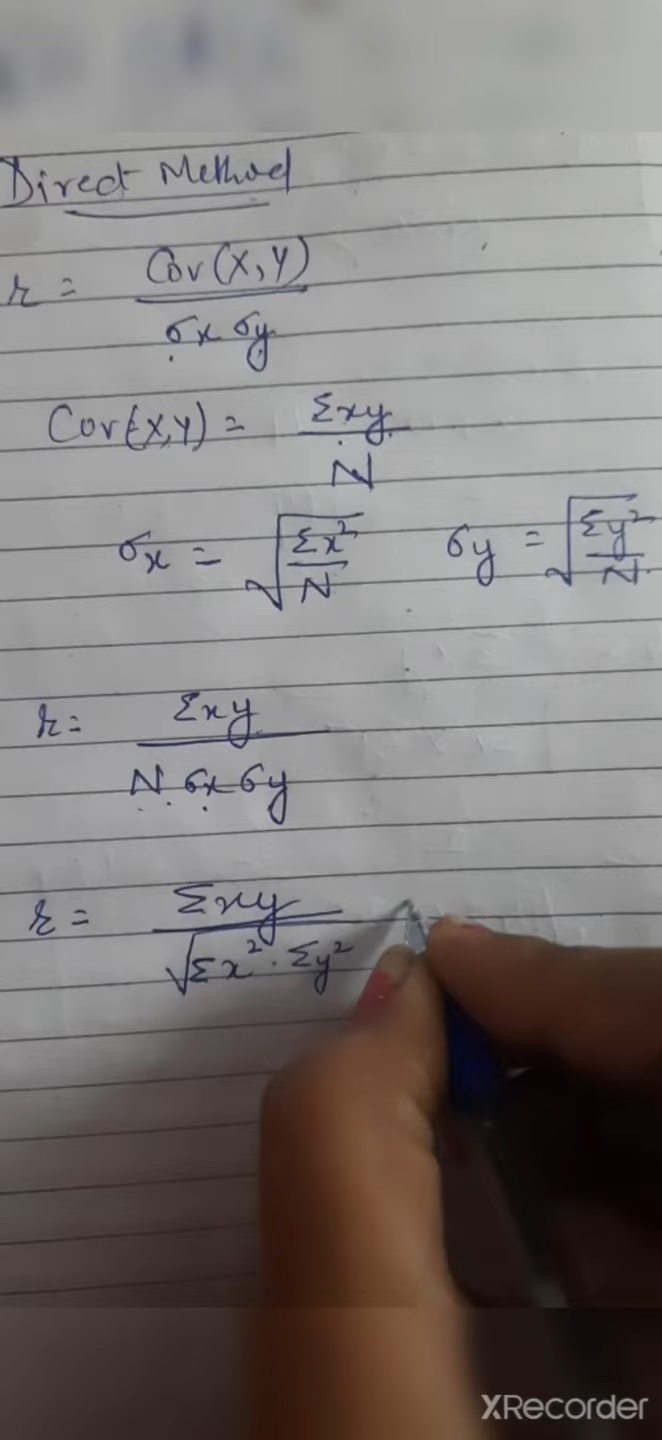 Direct Method
r = Cov(X,Y) / σx σy
Cov(X,Y) = Σxy / N
σx = √(Σx² / N)   σy = √(Σy² / N)
r = Σxy / N σx σy
r = Σxy / √(Σx² · Σy²)
XRecorder